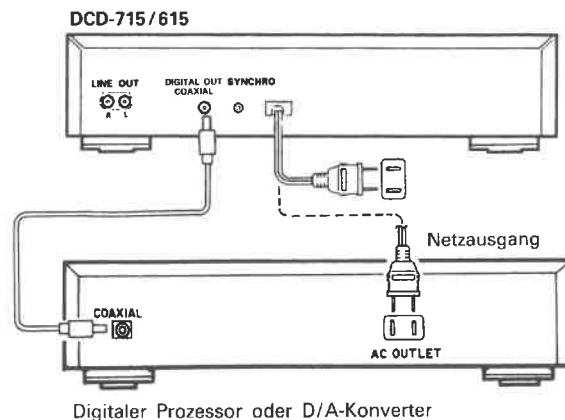 DCD-715/615
LINE OUT
R L
DIGITAL OUT
COAXIAL
SYNCHRO
Netzausgang
COAXIAL
AC OUTLET
Digitaler Prozessor oder D/A-Konverter